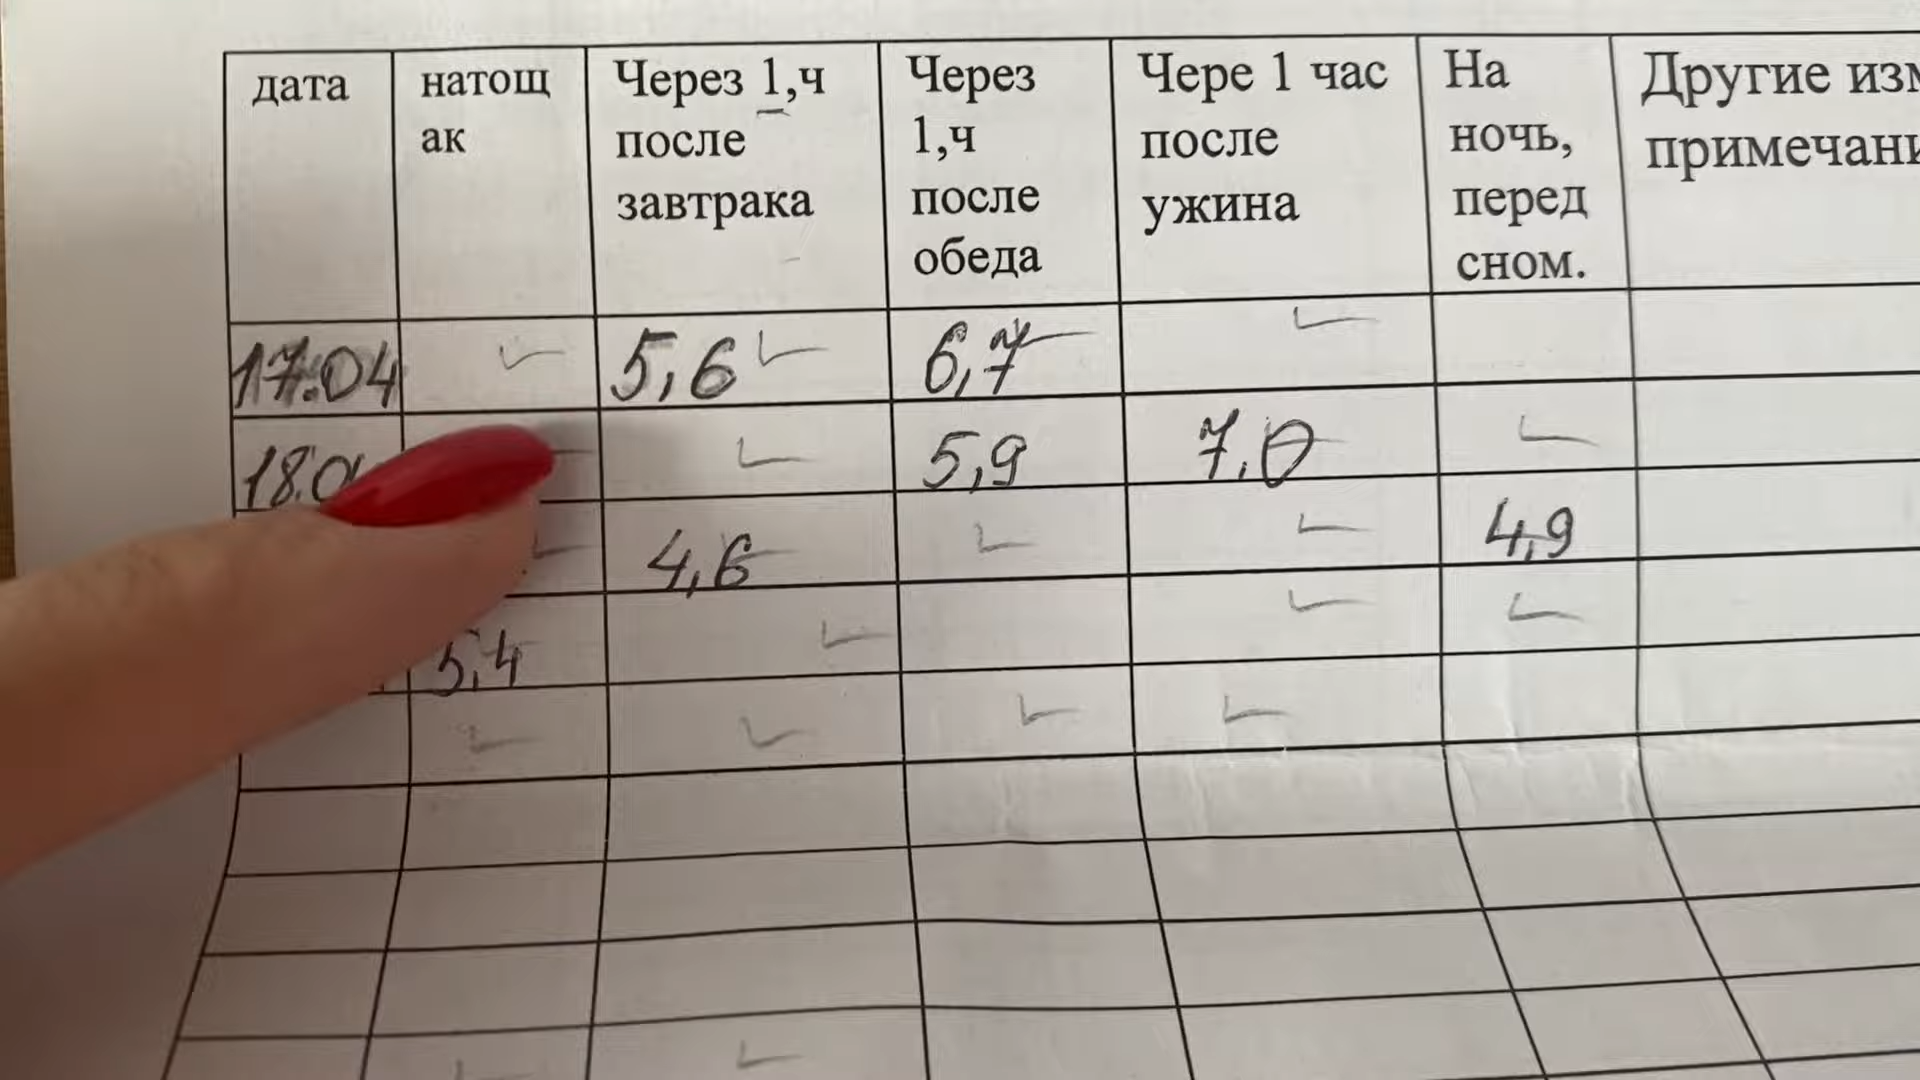 дата натощ Через 1,ч Через Чере 1 час На Другие изм
ак после 1,ч после ночь, примечани
завтрака после ужина перед
обеда сном.
17.04 5,6 6,7
18.0 5,9 7,0
4,6 4,9
5,4